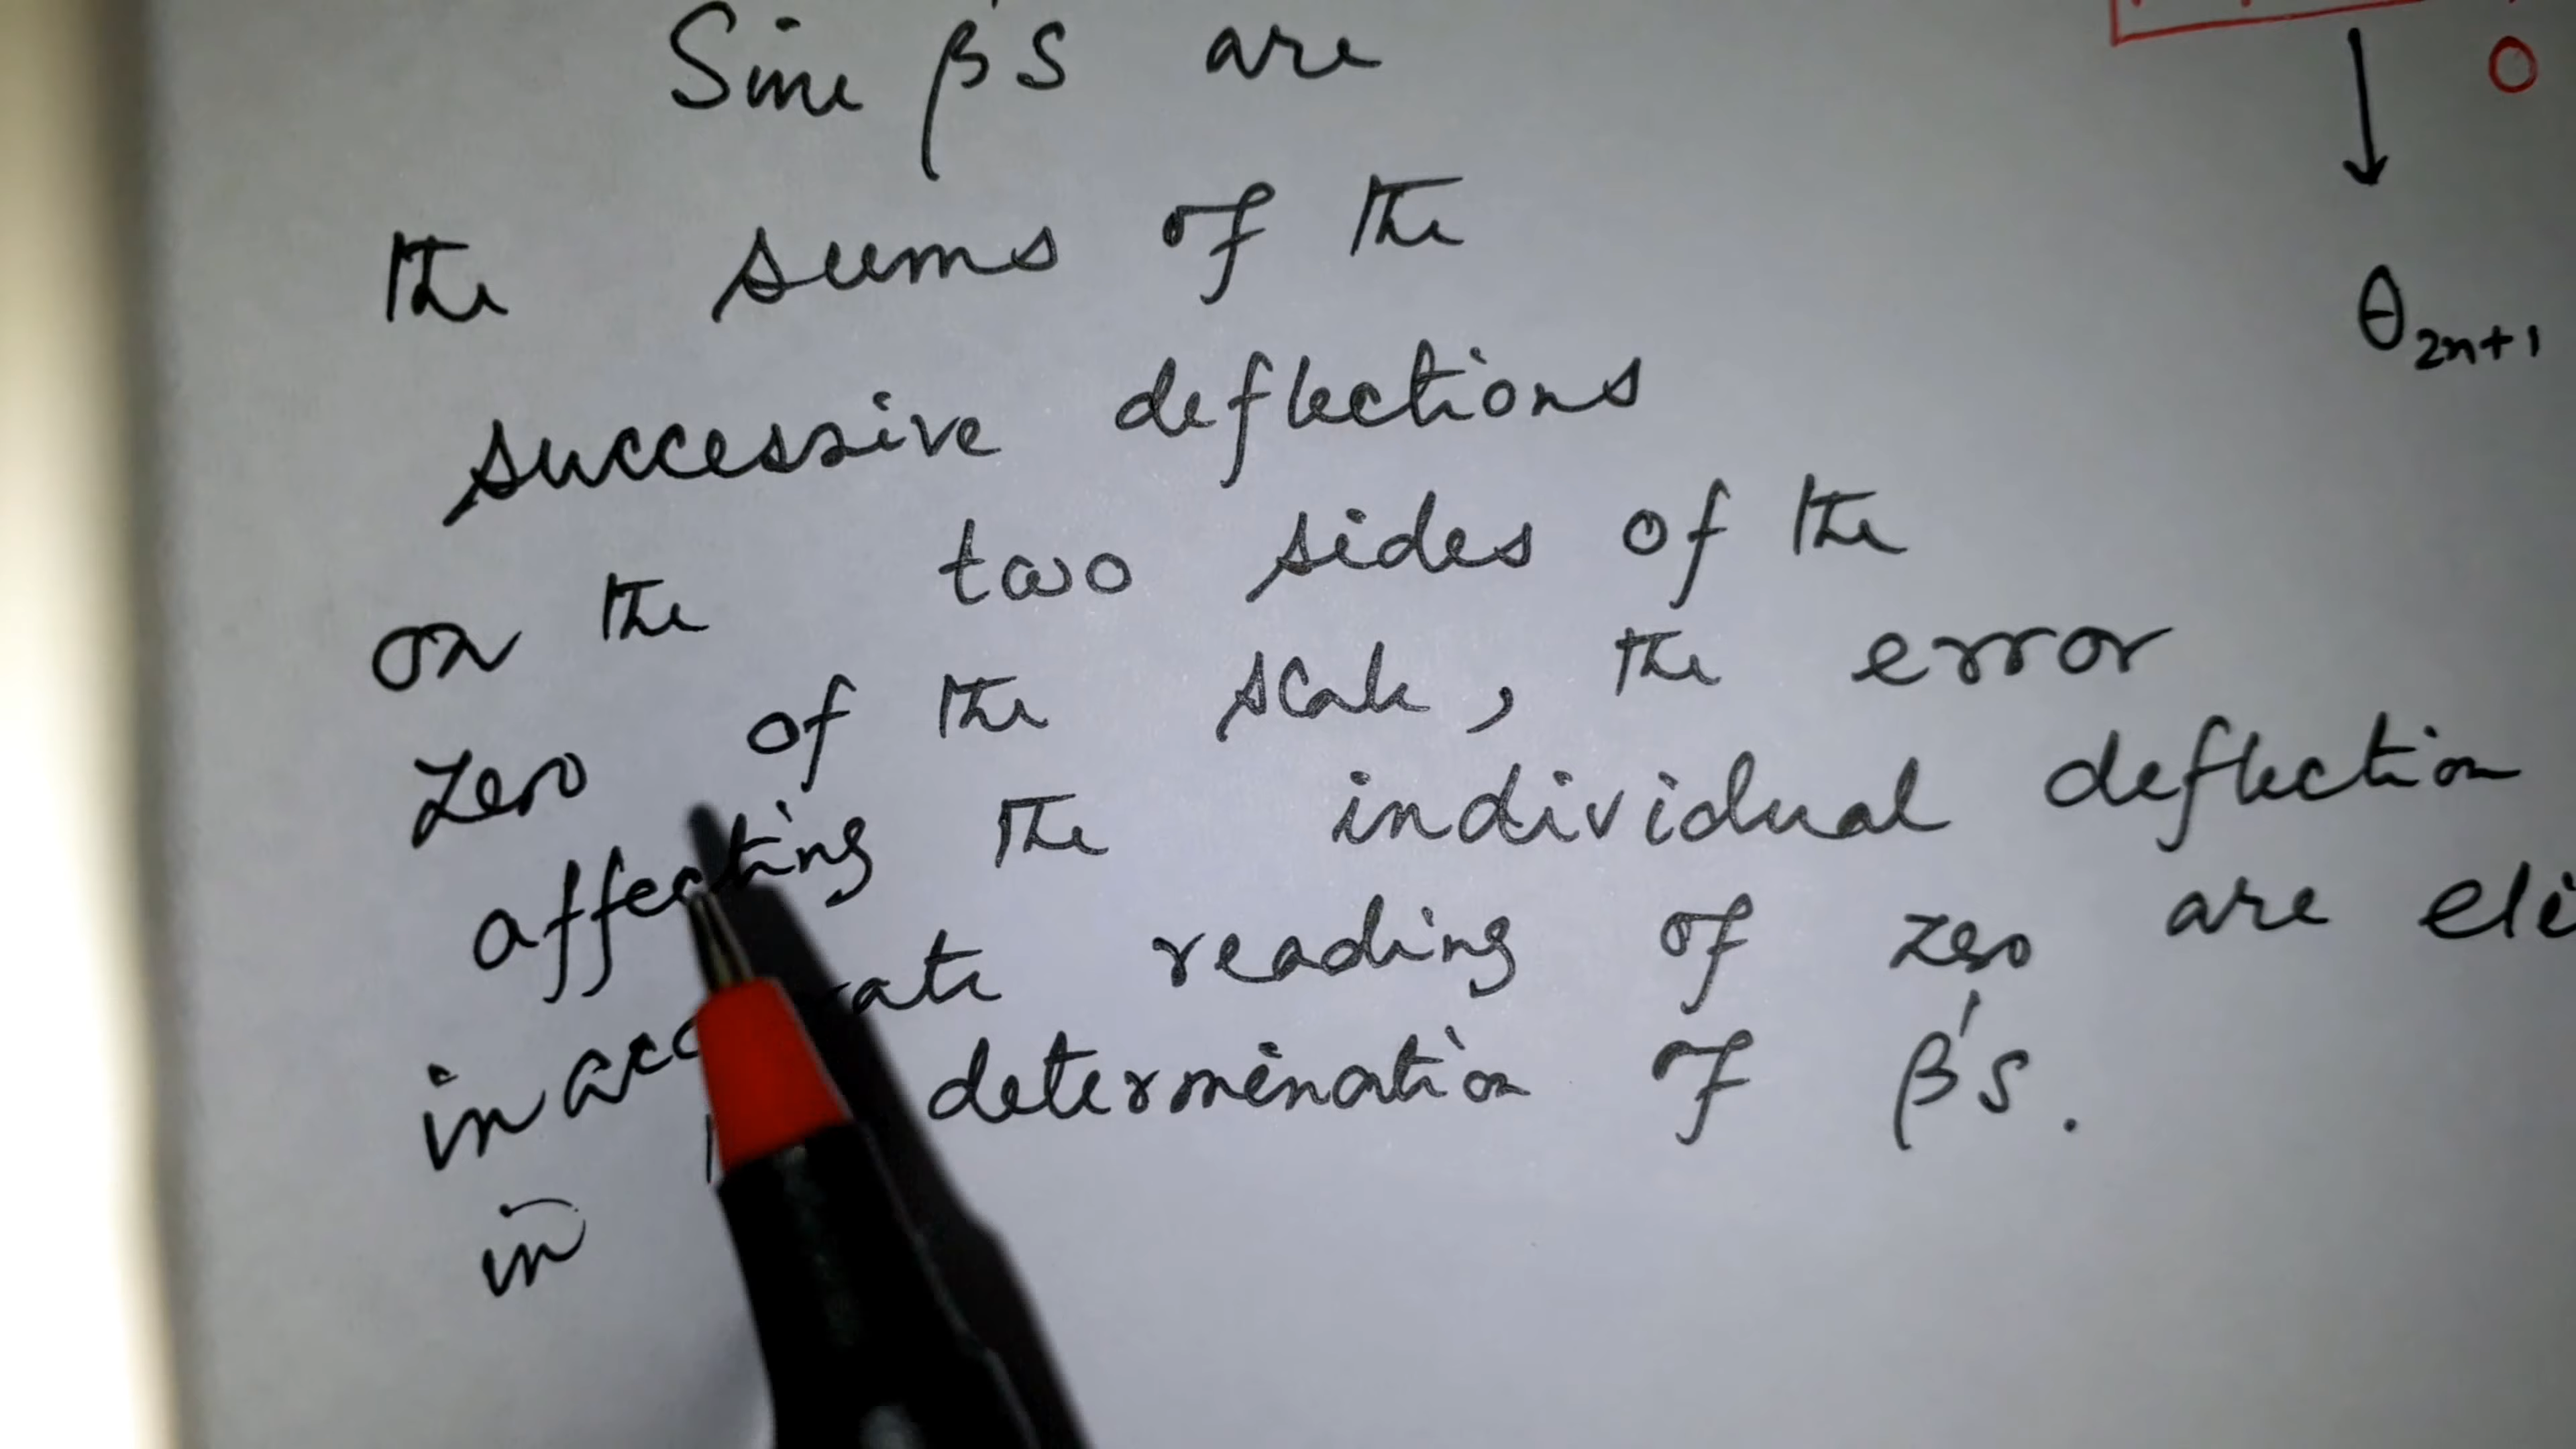 Since β's are
the sums of the
successive deflections
on the two sides of the
zero of the scale, the error
affecting the individual deflection
reading of zero are eli
in determination of β's.
0
θ2n+1